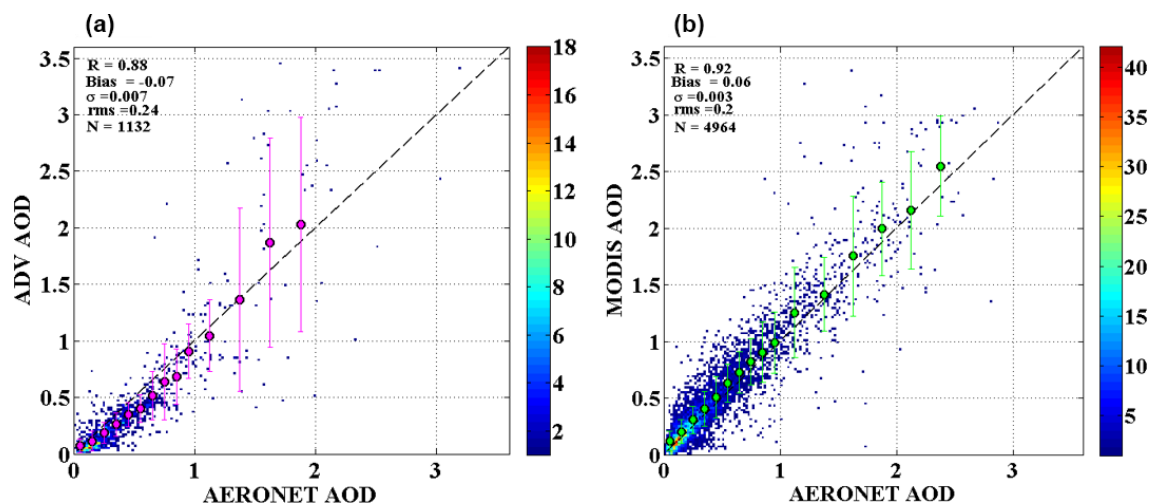 (a)
R = 0.88
Bias = -0.07
σ =0.007
rms =0.24
N = 1132
3.5
3
2.5
2
1.5
1
0.5
0
0 1 2 3
ADV AOD
AERONET AOD
18
16
14
12
10
8
6
4
2
(b)
R = 0.92
Bias = 0.06
σ =0.003
rms =0.2
N = 4964
3.5
3
2.5
2
1.5
1
0.5
0
0 1 2 3
MODIS AOD
AERONET AOD
40
35
30
25
20
15
10
5